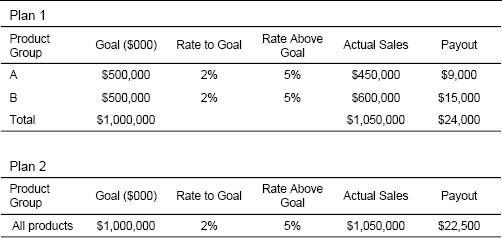 Plan 1
Product Group Goal ($000) Rate to Goal Rate Above Goal Actual Sales Payout
A $500,000 2% 5% $450,000 $9,000
B $500,000 2% 5% $600,000 $15,000
Total $1,000,000 $1,050,000 $24,000
Plan 2
Product Group Goal ($000) Rate to Goal Rate Above Goal Actual Sales Payout
All products $1,000,000 2% 5% $1,050,000 $22,500